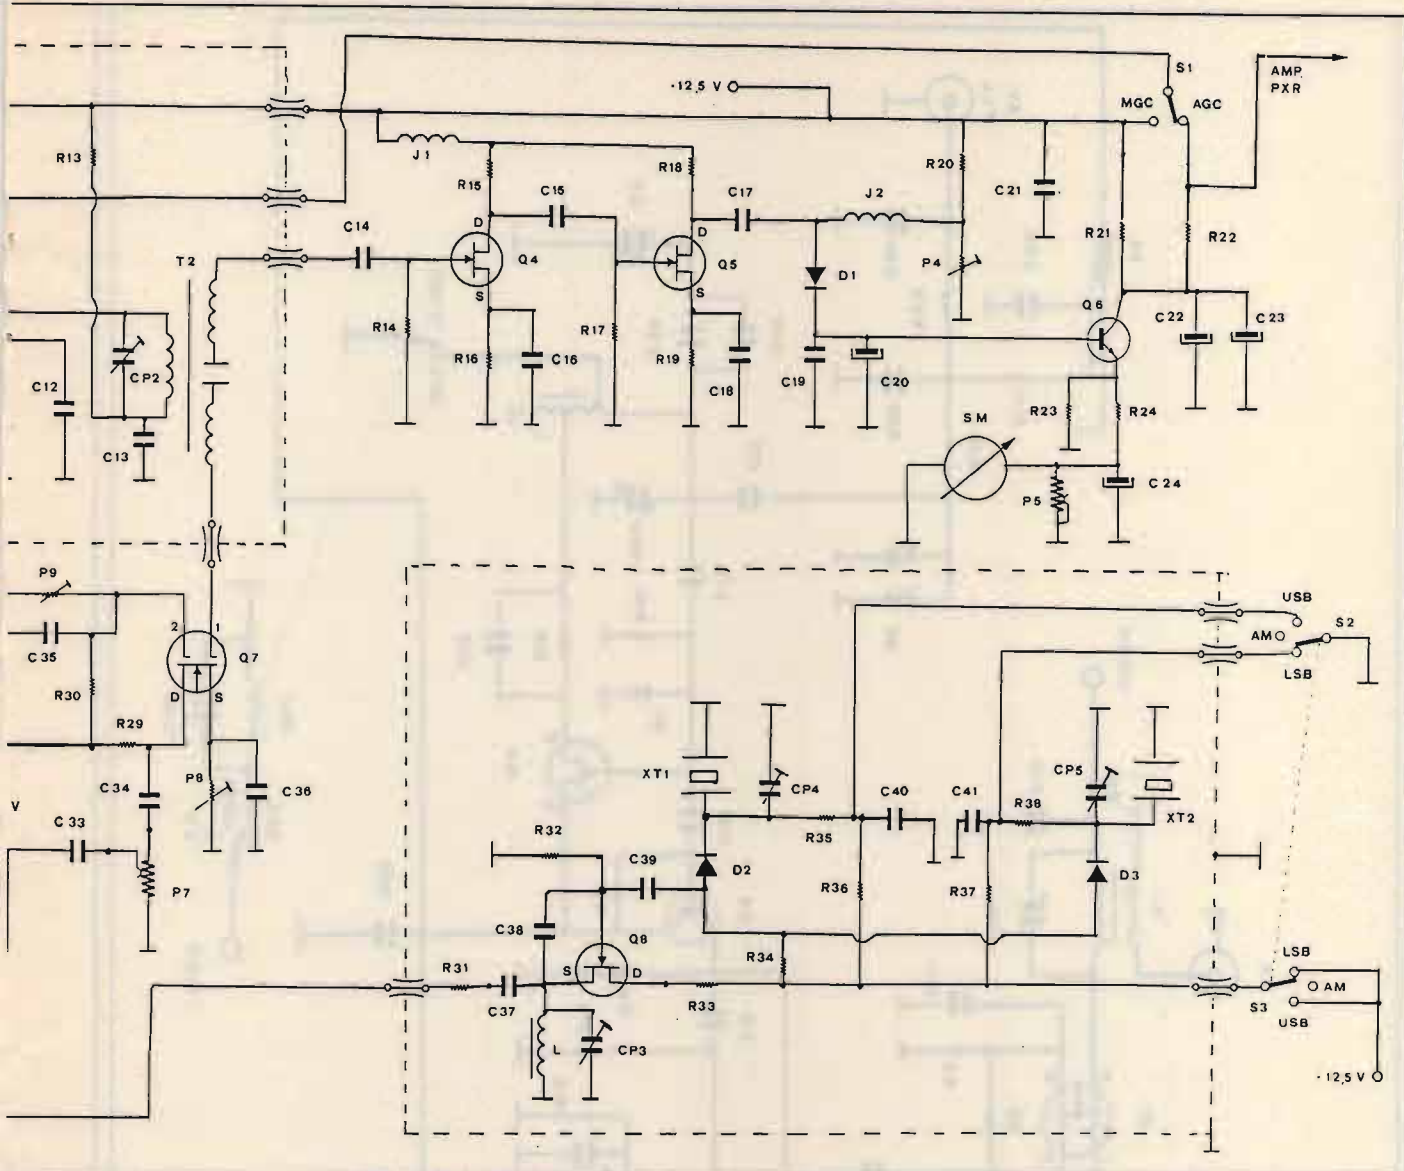 S1
AMP.
PXR
-12,5 V
MGC
AGC
R13
J1
R15
R18
C17
R20
C21
C15
J2
C14
R21
R22
T2
D
Q4
D
Q5
D1
P4
S
S
Q6
C22
C23
R14
R16
C16
R17
R19
C18
C19
C20
CP2
C12
C13
SM
R23
R24
P5
C24
P9
USB
S2
AM
LSB
2
1
C35
Q7
R30
D
S
R29
P8
C34
C36
V
XT1
CP4
CP5
C40
C41
R38
XT2
R35
C33
R32
C39
D2
R36
R37
D3
P7
C38
Q8
R34
S
D
LSB
R31
AM
C37
R33
S3
USB
L
CP3
-12,5 V